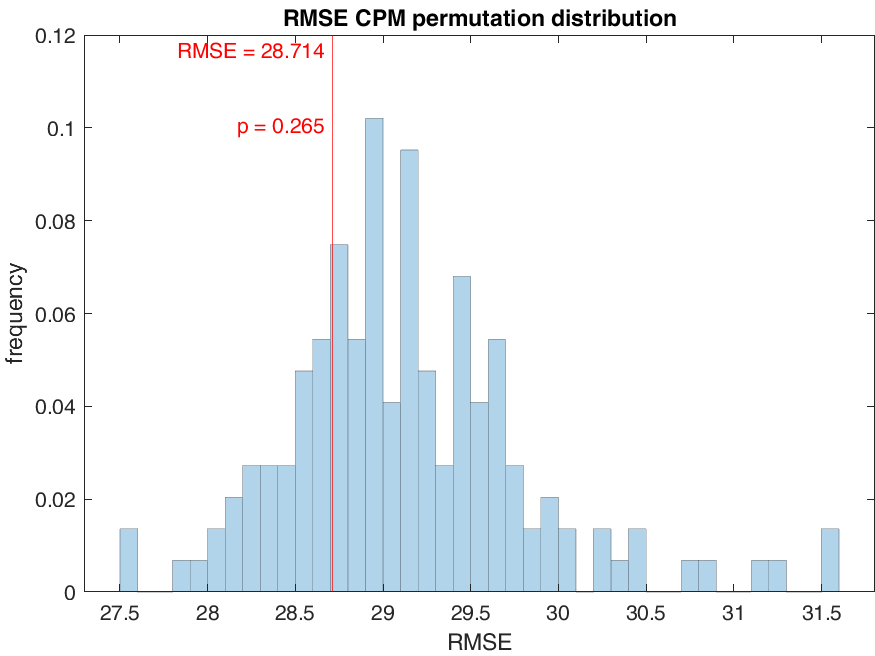 RMSE CPM permutation distribution
RMSE = 28.714
p = 0.265
0.12
0.1
0.08
0.06
0.04
0.02
0
frequency
27.5 28 28.5 29 29.5 30 30.5 31 31.5
RMSE